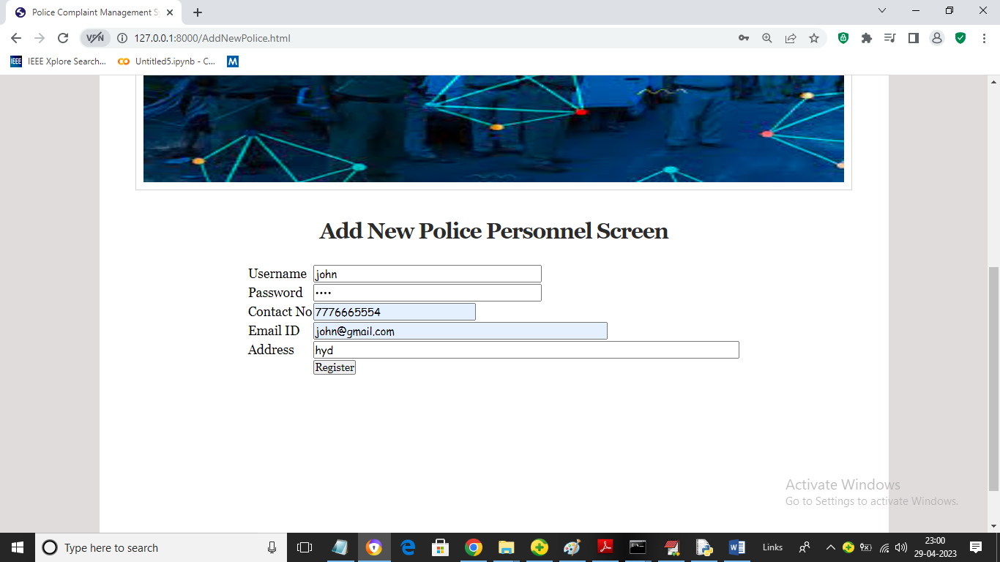 Police Complaint Management S
127.0.0.1:8000/AddNewPolice.html
IEEE IEEE Xplore Search... Untitled5.ipynb - C... M
Add New Police Personnel Screen
Username john
Password ••••
Contact No 7776665554
Email ID john@gmail.com
Address hyd
Register
Activate Windows
Go to Settings to activate Windows.
Type here to search
Links
23:00
29-04-2023